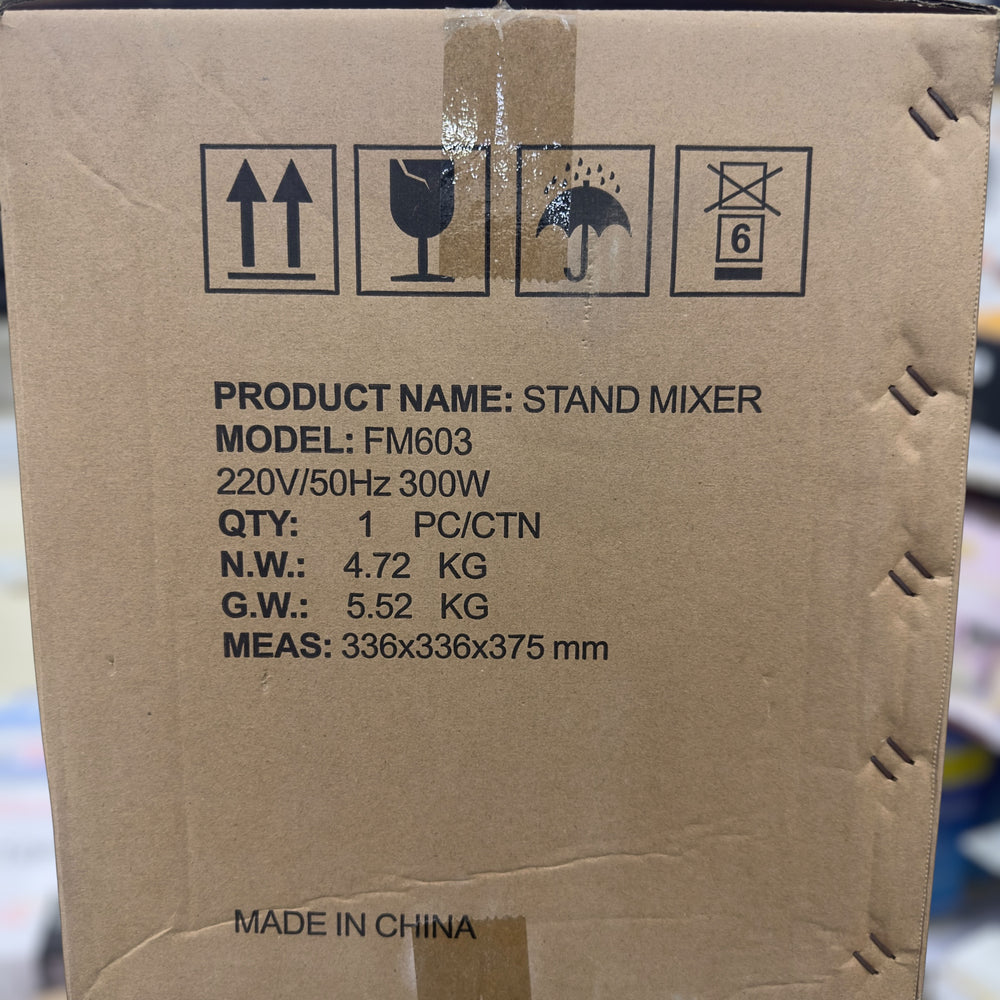 6
PRODUCT NAME: STAND MIXER
MODEL: FM603
220V/50Hz 300W
QTY: 1 PC/CTN
N.W.: 4.72 KG
G.W.: 5.52 KG
MEAS: 336x336x375 mm
MADE IN CHINA